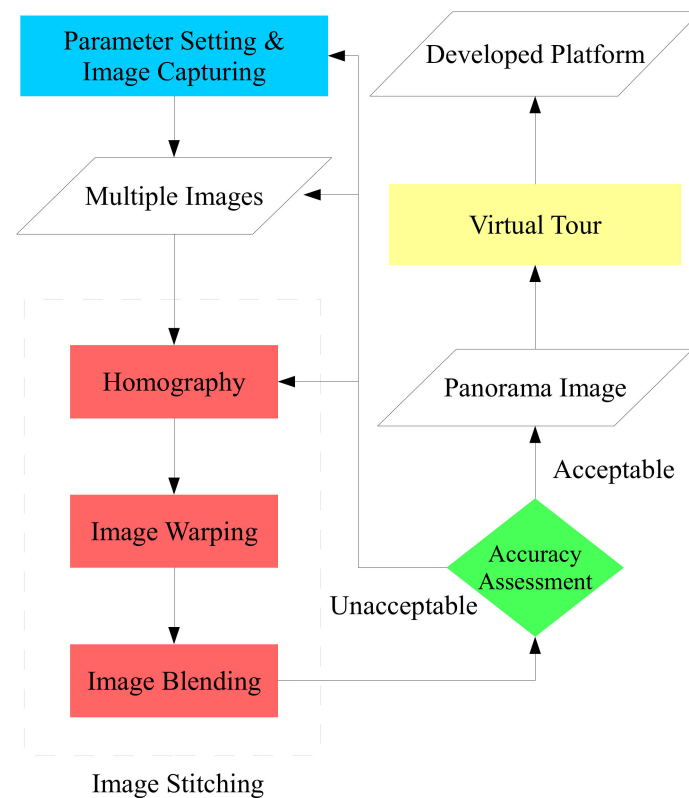 Parameter Setting &
Image Capturing
Multiple Images
Homography
Image Warping
Image Blending
Image Stitching
Developed Platform
Virtual Tour
Panorama Image
Acceptable
Accuracy
Assessment
Unacceptable